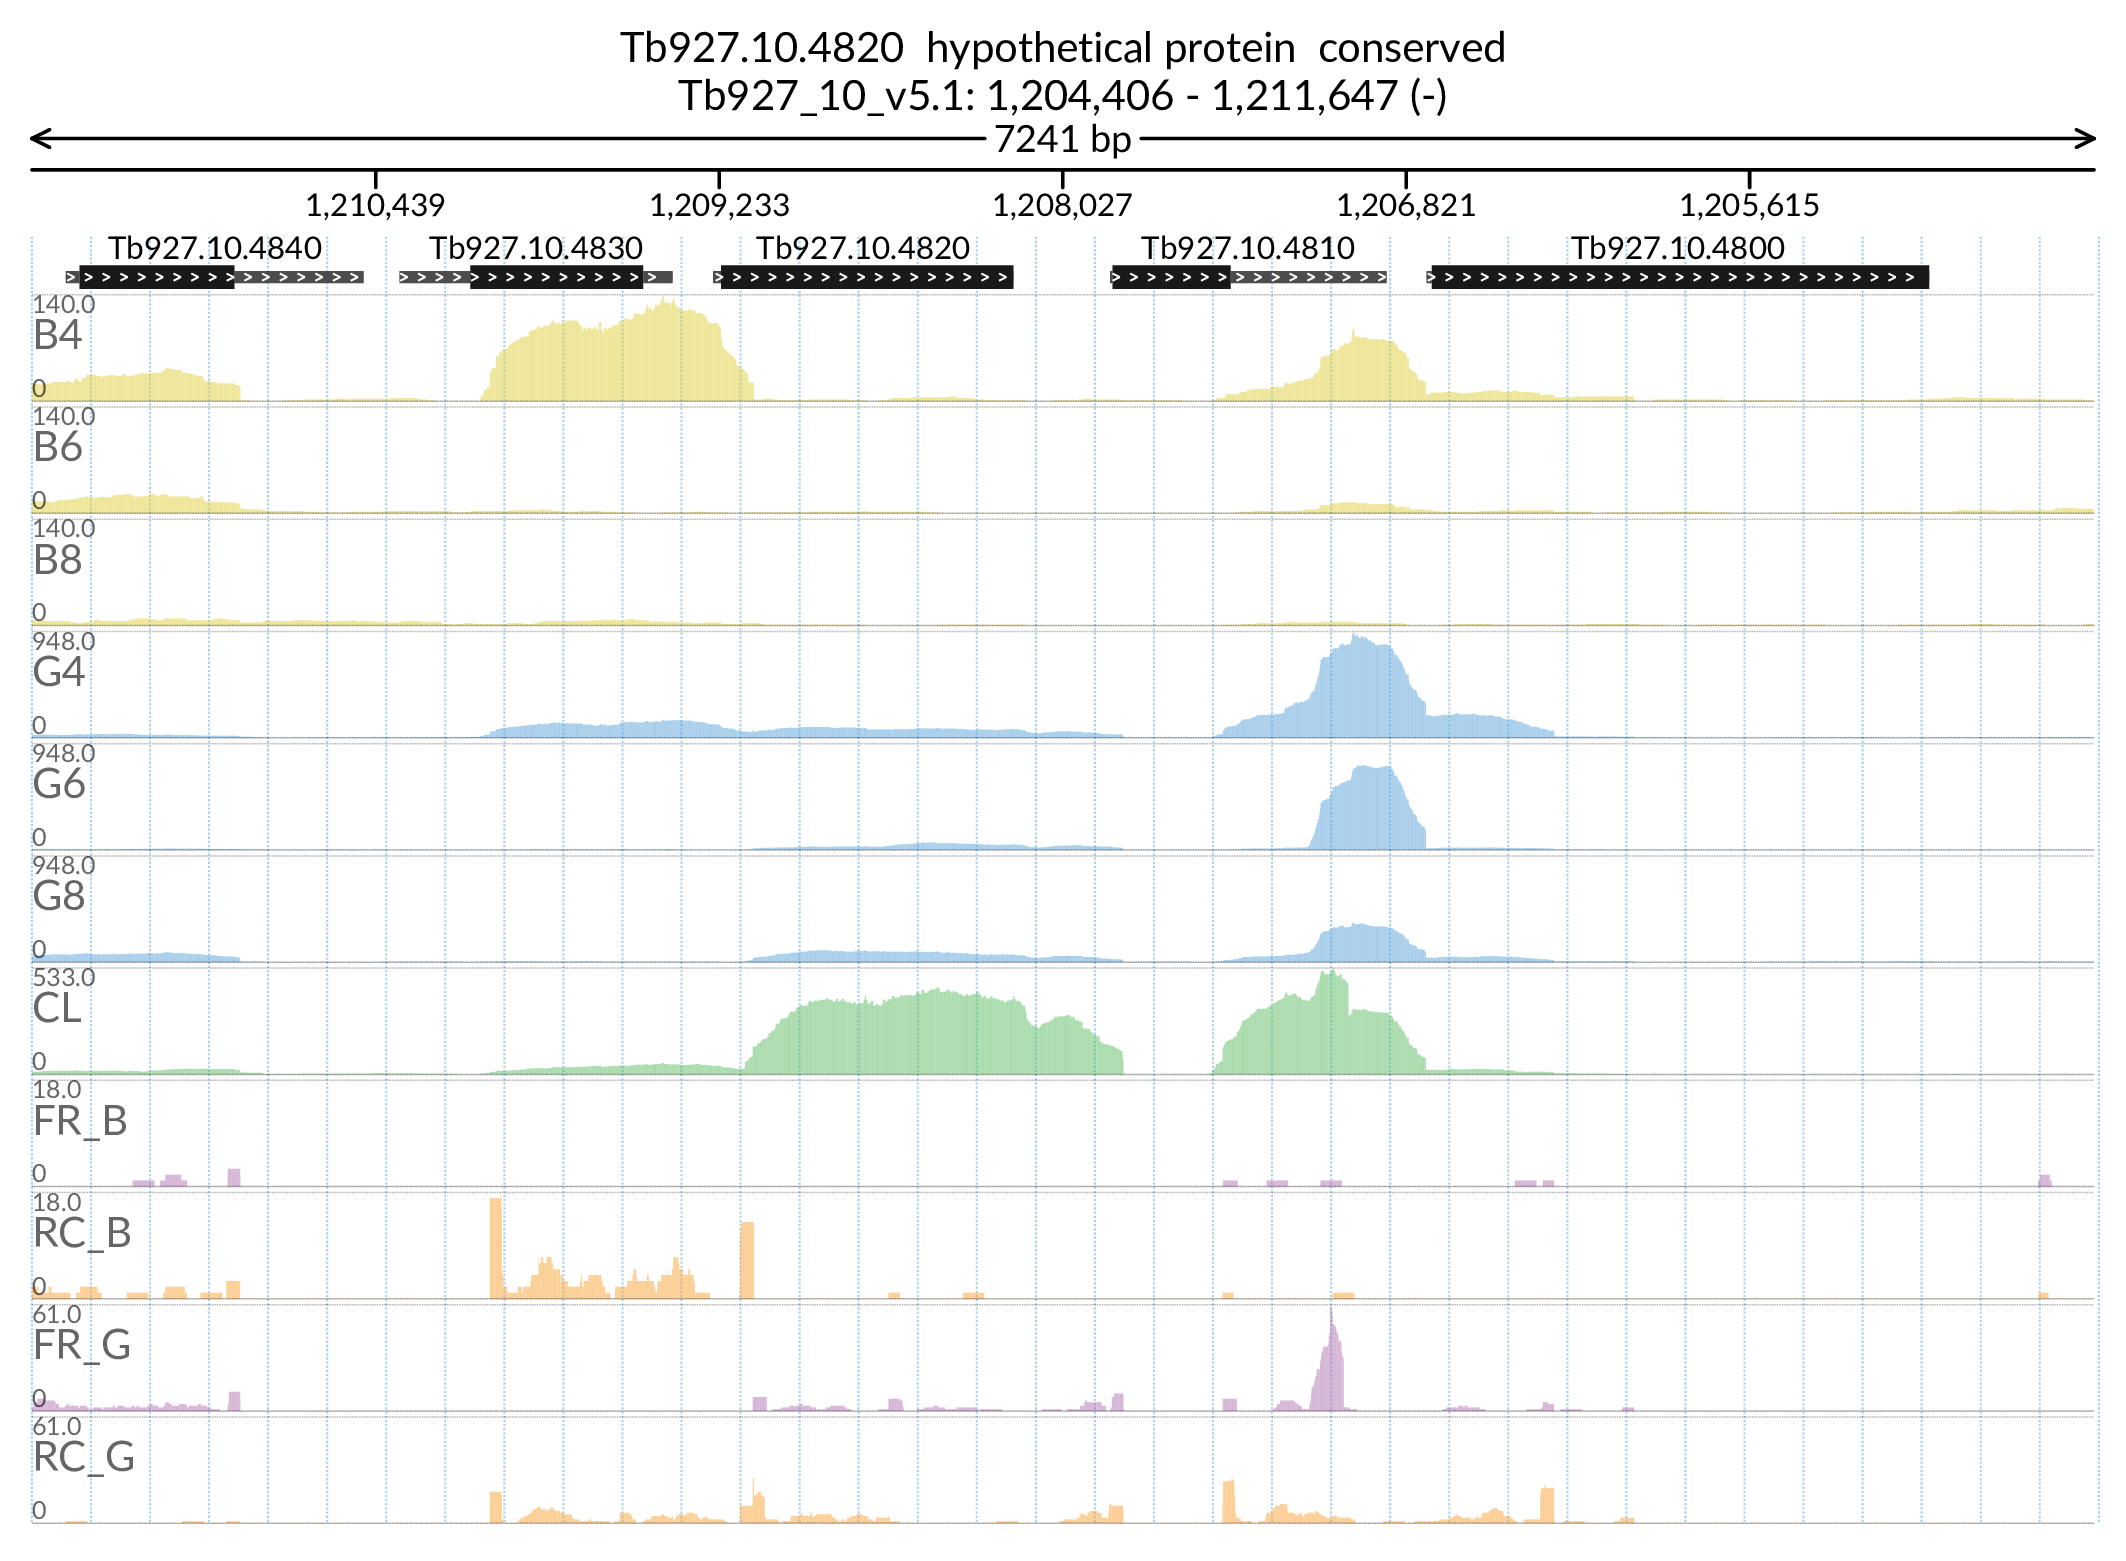 Tb927.10.4820  hypothetical protein  conserved
Tb927_10_v5.1: 1,204,406 - 1,211,647 (-)
7241 bp
1,210,439 1,209,233 1,208,027 1,206,821 1,205,615
Tb927.10.4840 Tb927.10.4830 Tb927.10.4820 Tb927.10.4810 Tb927.10.4800
140.0
B4
0
140.0
B6
0
140.0
B8
0
948.0
G4
0
948.0
G6
0
948.0
G8
0
533.0
CL
0
18.0
FR_B
0
18.0
RC_B
0
61.0
FR_G
0
61.0
RC_G
0